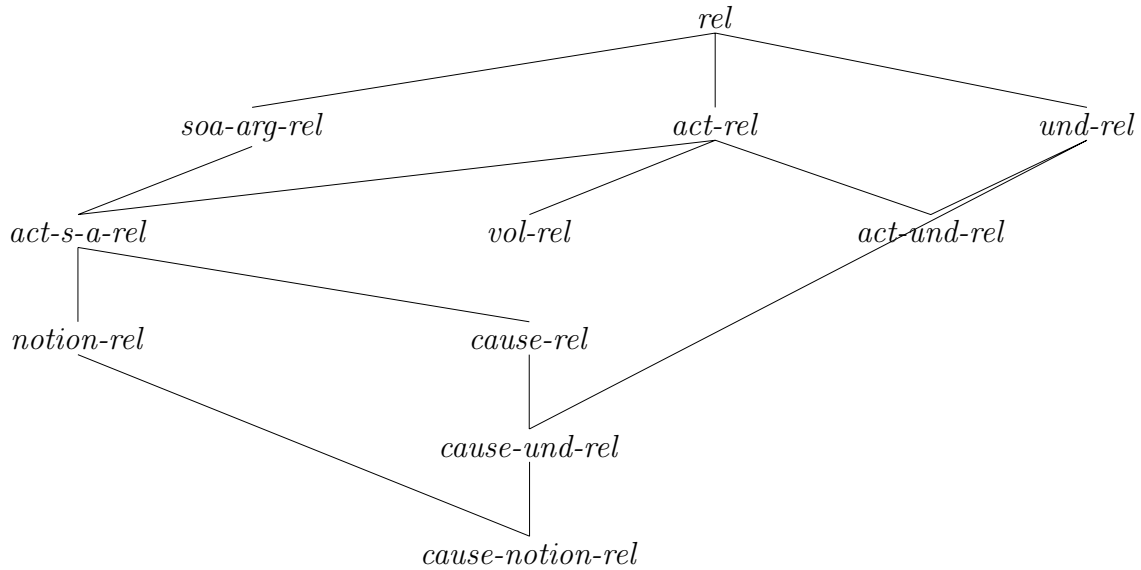 rel
soa-arg-rel act-rel und-rel
act-s-a-rel vol-rel act-und-rel
notion-rel cause-rel
cause-und-rel
cause-notion-rel